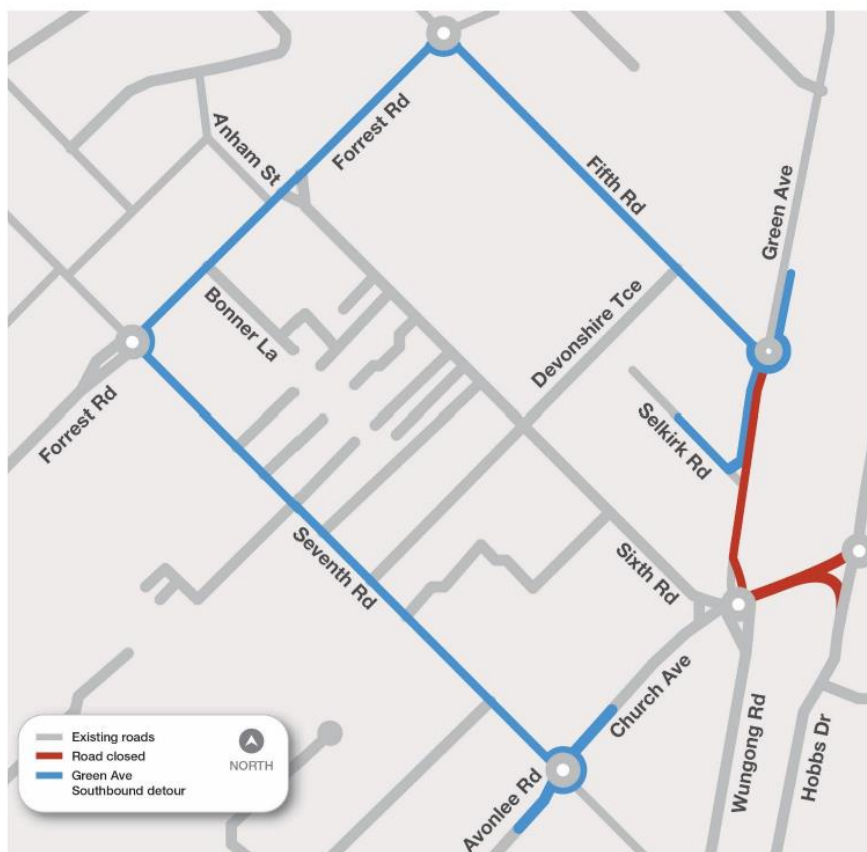 Forrest Rd
Anham St
Fifth Rd
Green Ave
Bonner La
Devonshire Tce
Forrest Rd
Selkirk Rd
Seventh Rd
Sixth Rd
Church Ave
Wungong Rd
Hobbs Dr
Avonlee Rd
Existing roads
Road closed
Green Ave
Southbound detour
NORTH